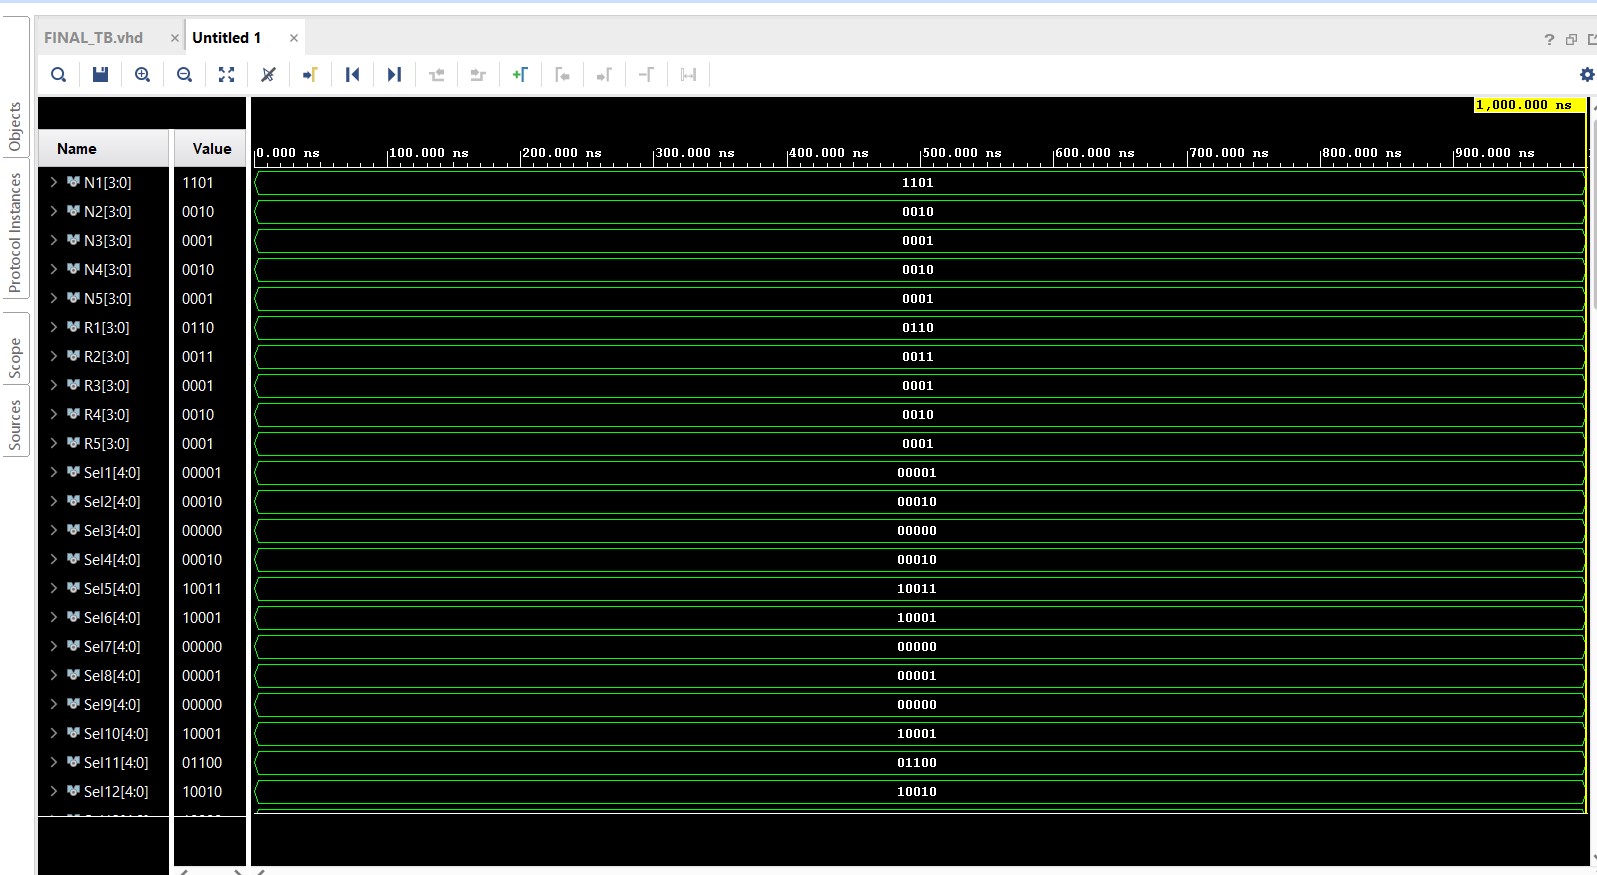 FINAL_TB.vhd × Untitled 1 ×
?
Objects
Protocol Instances
Scope
Sources
1,000.000 ns
Name Value 0.000 ns 100.000 ns 200.000 ns 300.000 ns 400.000 ns 500.000 ns 600.000 ns 700.000 ns 800.000 ns 900.000 ns
N1[3:0] 1101 1101
N2[3:0] 0010 0010
N3[3:0] 0001 0001
N4[3:0] 0010 0010
N5[3:0] 0001 0001
R1[3:0] 0110 0110
R2[3:0] 0011 0011
R3[3:0] 0001 0001
R4[3:0] 0010 0010
R5[3:0] 0001 0001
Sel1[4:0] 00001 00001
Sel2[4:0] 00010 00010
Sel3[4:0] 00000 00000
Sel4[4:0] 00010 00010
Sel5[4:0] 10011 10011
Sel6[4:0] 10001 10001
Sel7[4:0] 00000 00000
Sel8[4:0] 00001 00001
Sel9[4:0] 00000 00000
Sel10[4:0] 10001 10001
Sel11[4:0] 01100 01100
Sel12[4:0] 10010 10010